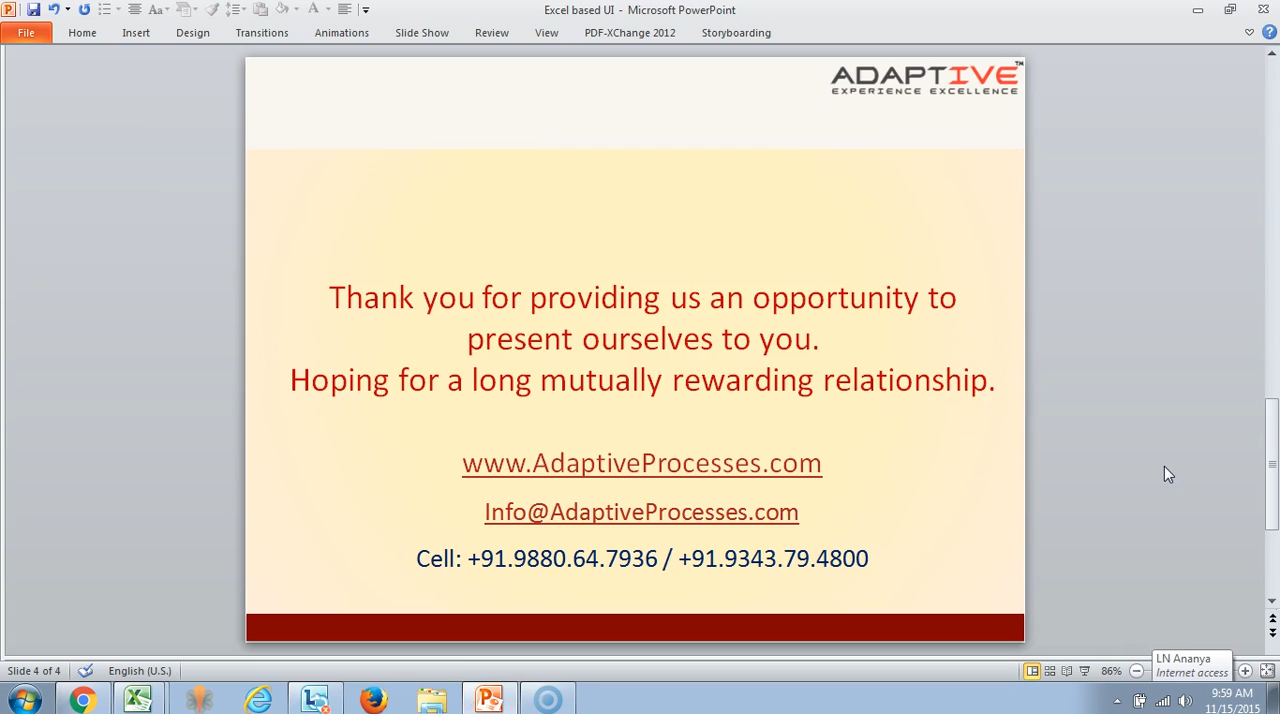 Excel based UI - Microsoft PowerPoint
File Home Insert Design Transitions Animations Slide Show Review View PDF-XChange 2012 Storyboarding
ADAPTIVE™
EXPERIENCE EXCELLENCE
Thank you for providing us an opportunity to
present ourselves to you.
Hoping for a long mutually rewarding relationship.
www.AdaptiveProcesses.com
Info@AdaptiveProcesses.com
Cell: +91.9880.64.7936 / +91.9343.79.4800
LN Ananya
Internet access
Slide 4 of 4 English (U.S.) 86%
9:59 AM
11/15/2015